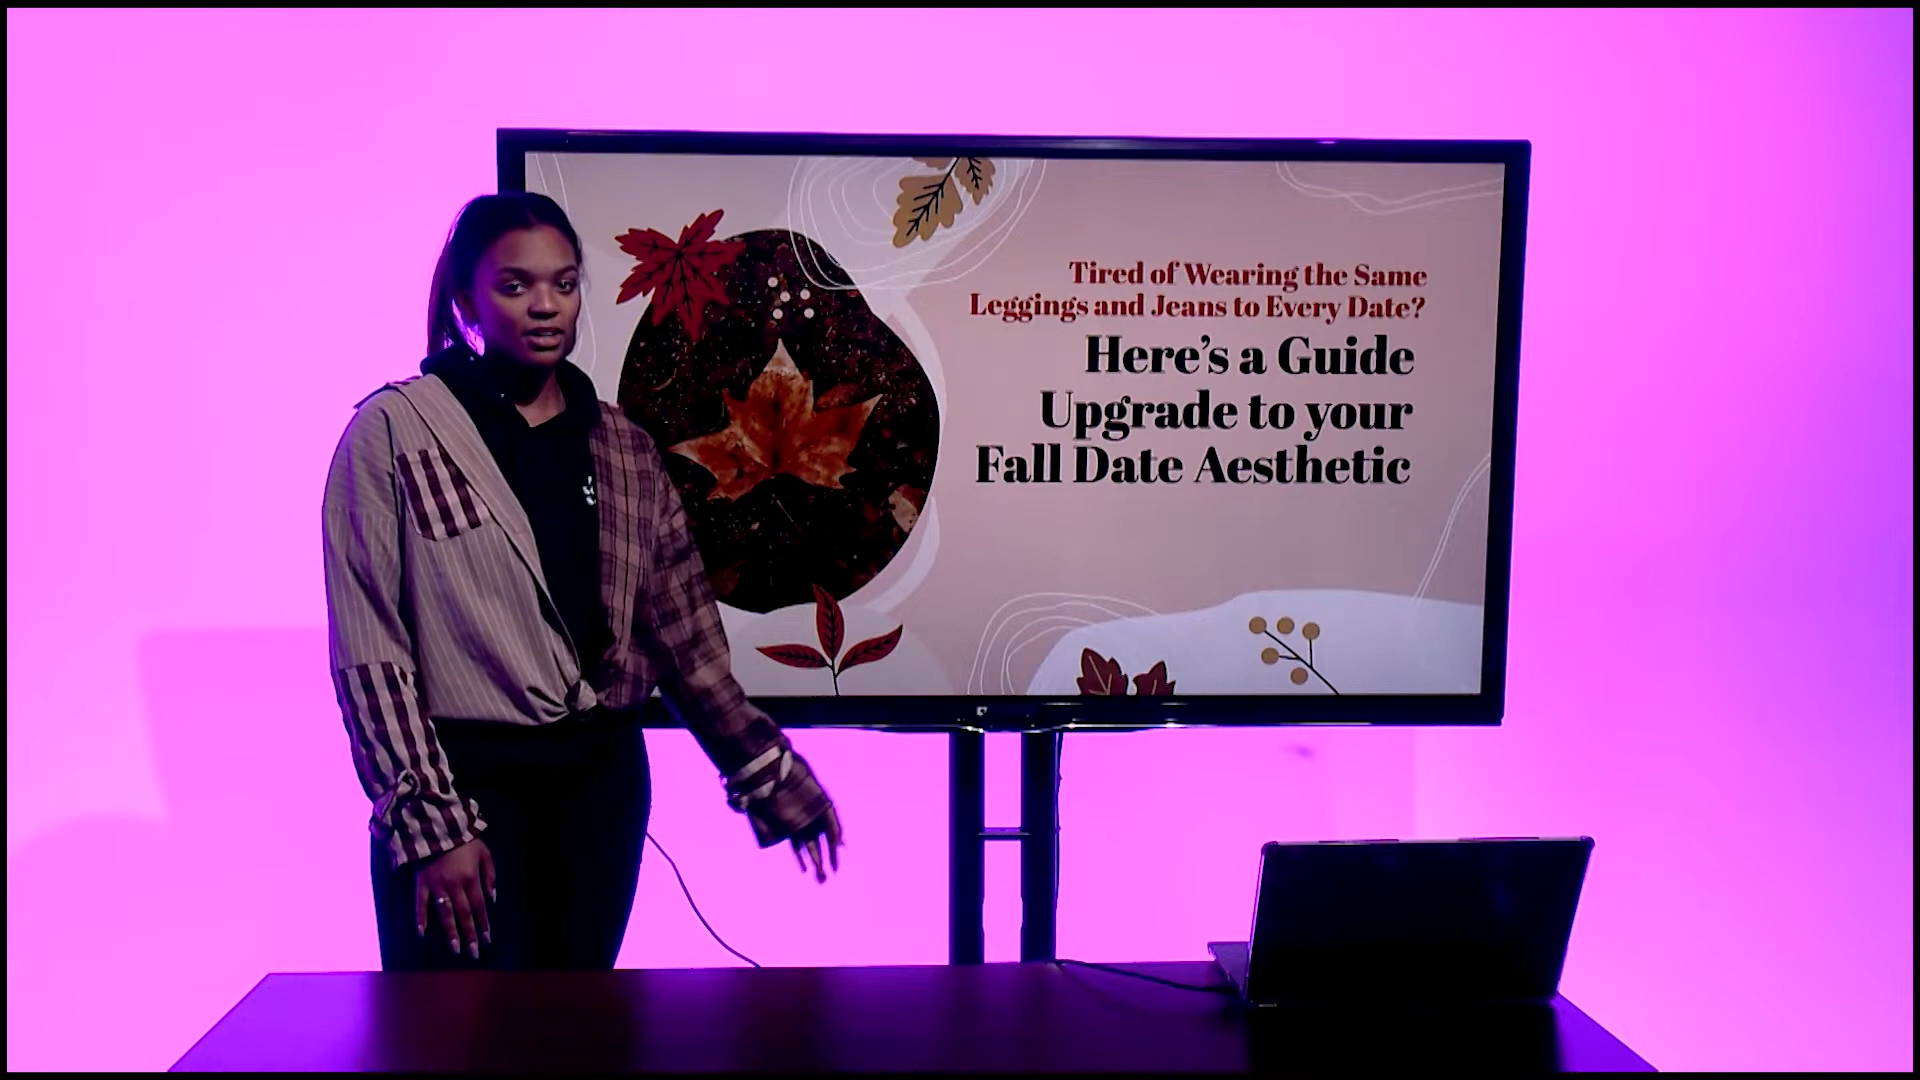 Tired of Wearing the Same
Leggings and Jeans to Every Date?
Here's a Guide
Upgrade to your
Fall Date Aesthetic